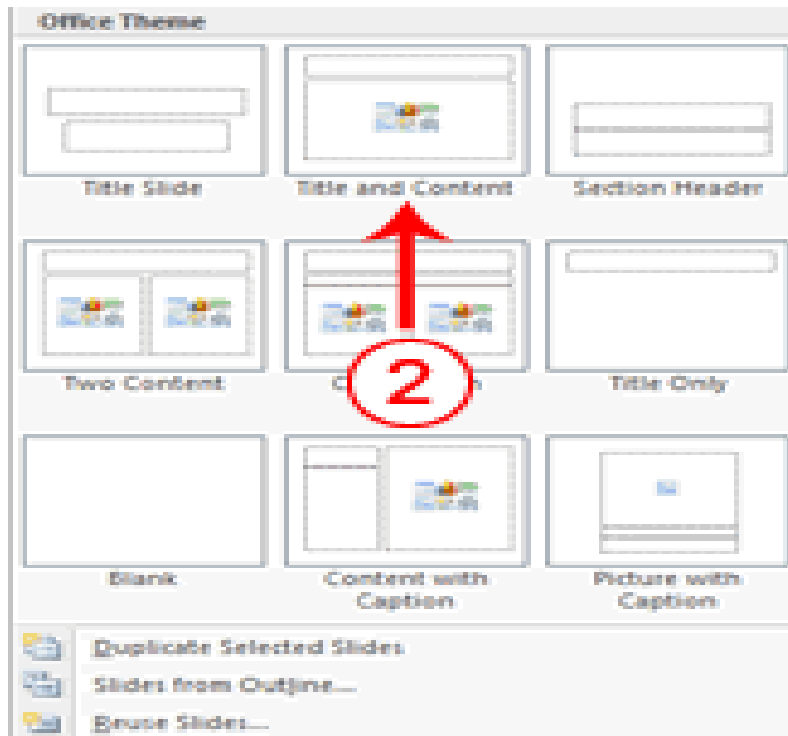 Office Theme
Title Slide
Title and Content
Section Header
Two Content
C
n
Title Only
2
Blank
Content with
Caption
Picture with
Caption
Duplicate Selected Slides
Slides from Outline...
Reuse Slides...